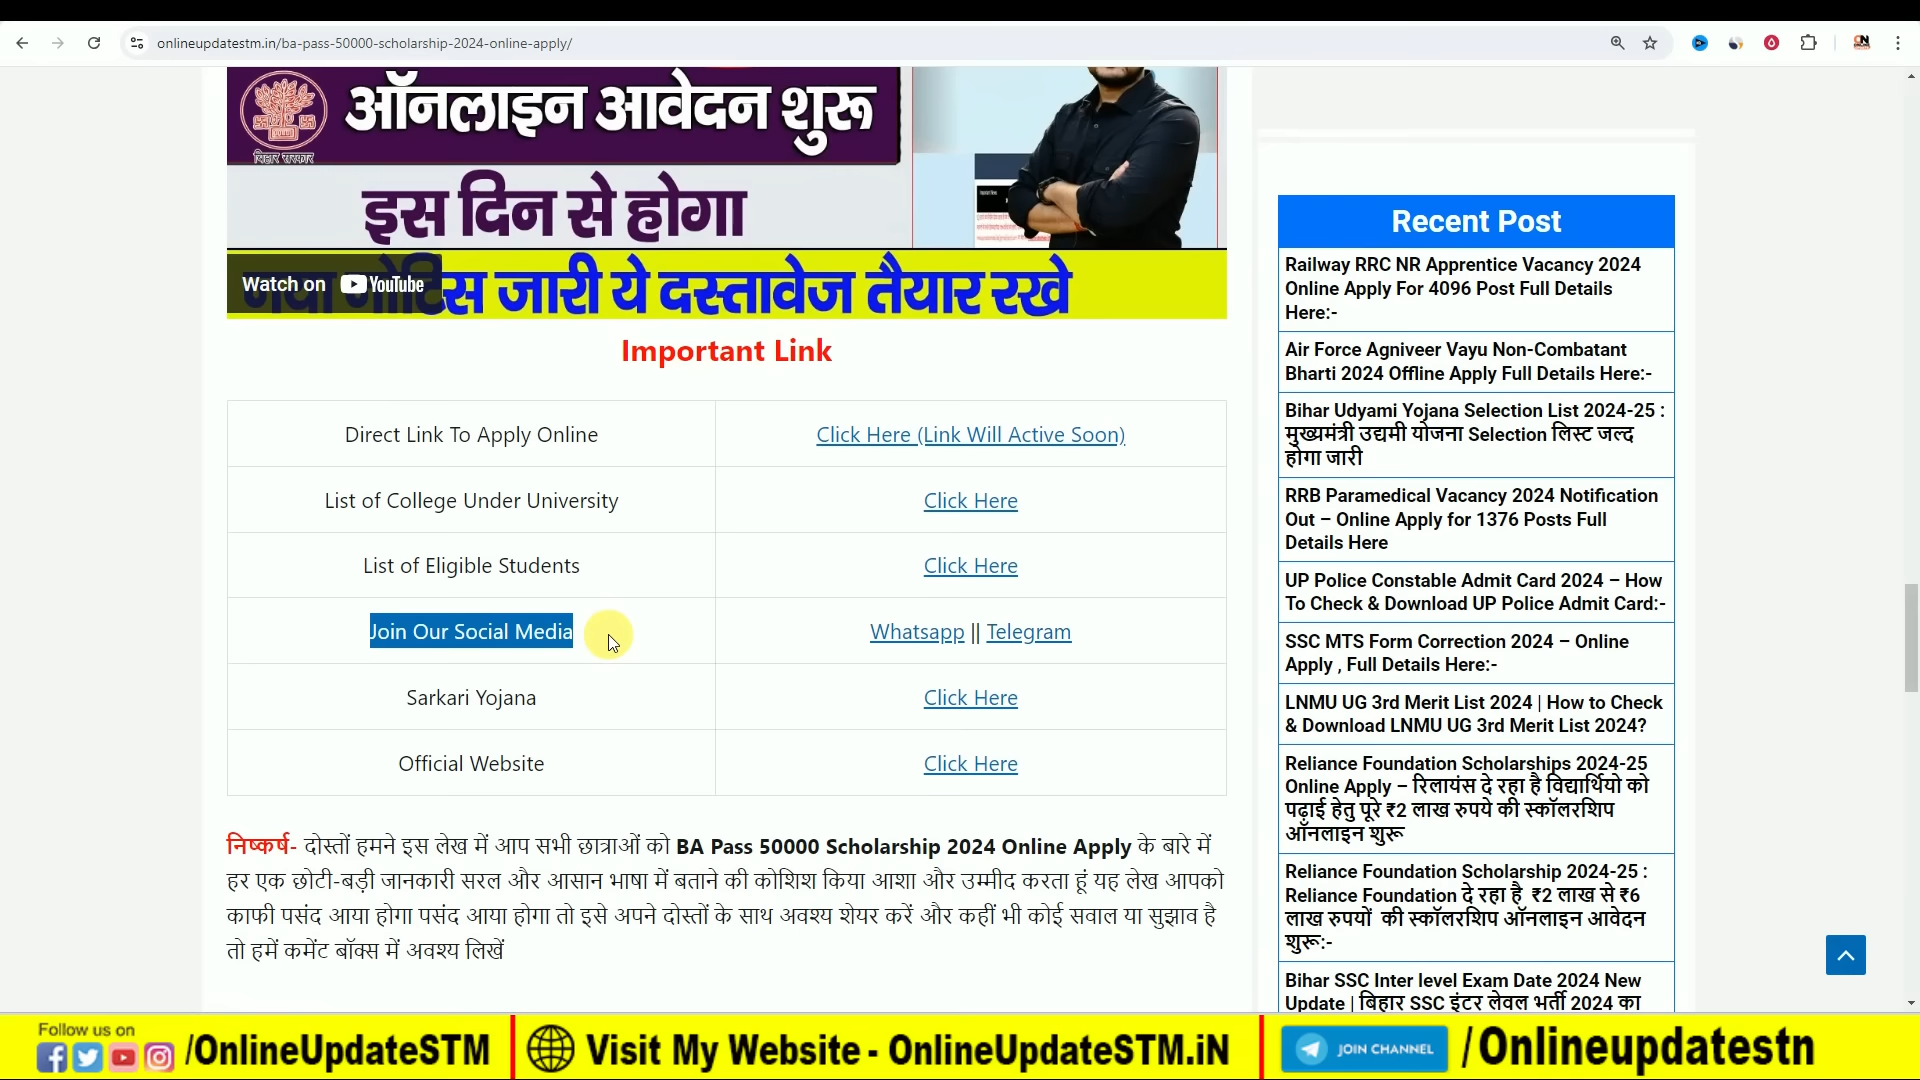 onlineupdatestm.in/ba-pass-50000-scholarship-2024-online-apply/
बिहार सरकार
ऑनलाइन आवेदन शुरू
इस दिन से होगा
Watch on YouTube
नया नोटिस जारी ये दस्तावेज तैयार रखे
Important Link
Direct Link To Apply Online
Click Here (Link Will Active Soon)
List of College Under University
Click Here
List of Eligible Students
Click Here
Join Our Social Media
Whatsapp || Telegram
Sarkari Yojana
Click Here
Official Website
Click Here
निष्कर्ष- दोस्तों हमने इस लेख में आप सभी छात्राओं को BA Pass 50000 Scholarship 2024 Online Apply के बारे में
हर एक छोटी-बड़ी जानकारी सरल और आसान भाषा में बताने की कोशिश किया आशा और उम्मीद करता हूं यह लेख आपको
काफी पसंद आया होगा पसंद आया होगा तो इसे अपने दोस्तों के साथ अवश्य शेयर करें और कहीं भी कोई सवाल या सुझाव है
तो हमें कमेंट बॉक्स में अवश्य लिखें
Recent Post
Railway RRC NR Apprentice Vacancy 2024
Online Apply For 4096 Post Full Details
Here:-
Air Force Agniveer Vayu Non-Combatant
Bharti 2024 Offline Apply Full Details Here:-
Bihar Udyami Yojana Selection List 2024-25 :
मुख्यमंत्री उद्यमी योजना Selection लिस्ट जल्द
होगा जारी
RRB Paramedical Vacancy 2024 Notification
Out – Online Apply for 1376 Posts Full
Details Here
UP Police Constable Admit Card 2024 – How
To Check & Download UP Police Admit Card:-
SSC MTS Form Correction 2024 – Online
Apply , Full Details Here:-
LNMU UG 3rd Merit List 2024 | How to Check
& Download LNMU UG 3rd Merit List 2024?
Reliance Foundation Scholarships 2024-25
Online Apply – रिलायंस दे रहा है विद्यार्थियो को
पढ़ाई हेतु पूरे ₹2 लाख रुपये की स्कॉलरशिप
ऑनलाइन शुरू
Reliance Foundation Scholarship 2024-25 :
Reliance Foundation दे रहा है ₹2 लाख से ₹6
लाख रुपयों की स्कॉलरशिप ऑनलाइन आवेदन
शुरू:-
Bihar SSC Inter level Exam Date 2024 New
Update | बिहार SSC इंटर लेवल भर्ती 2024 का
Follow us on
/OnlineUpdateSTM
Visit My Website - OnlineUpdateSTM.iN
JOIN CHANNEL
/Onlineupdatestn